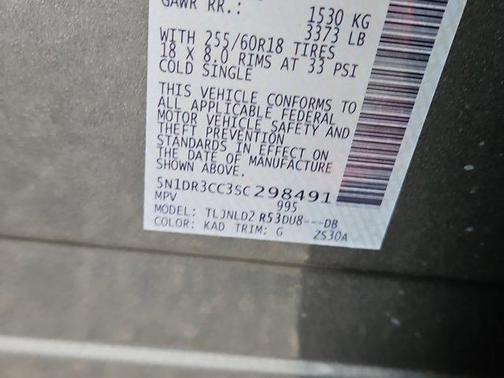 GAWR RR.:
1530 KG
3373 LB
WITH 255/60R18 TIRES
18 X 8.0 RIMS AT 33 PSI
COLD SINGLE
THIS VEHICLE CONFORMS TO
ALL APPLICABLE FEDERAL
MOTOR VEHICLE SAFETY AND
THEFT PREVENTION
STANDARDS IN EFFECT ON
THE DATE OF MANUFACTURE
SHOWN ABOVE.
5N1DR3CC3SC298491
MPV 995
MODEL: TLJNLD2 R53DU8---DB
COLOR: KAD TRIM: G ZS30A